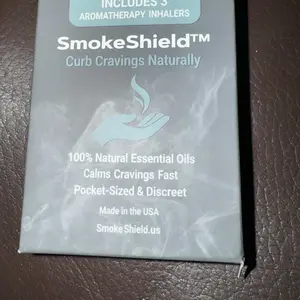 INCLUDES 3
AROMATHERAPY INHALERS
SmokeShield™
Curb Cravings Naturally
100% Natural Essential Oils
Calms Cravings Fast
Pocket-Sized & Discreet
Made in the USA
SmokeShield.us